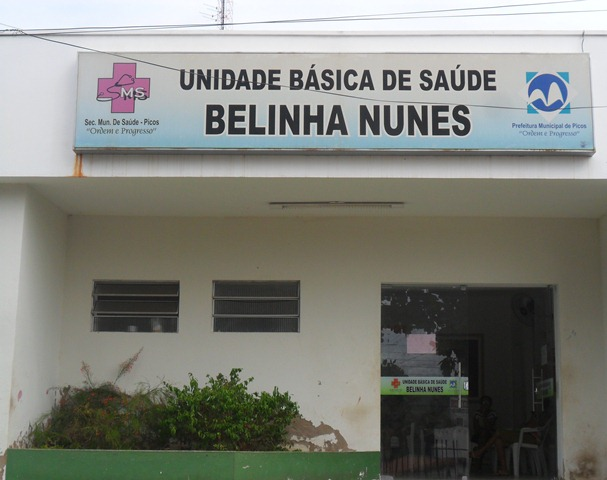 SMS
Sec. Mun. De Saúde - Picos
"Ordem e Progresso"
UNIDADE BÁSICA DE SAÚDE
BELINHA NUNES
Prefeitura Municipal de Picos
"Ordem e Progresso"
UNIDADE BÁSICA DE SAÚDE
BELINHA NUNES